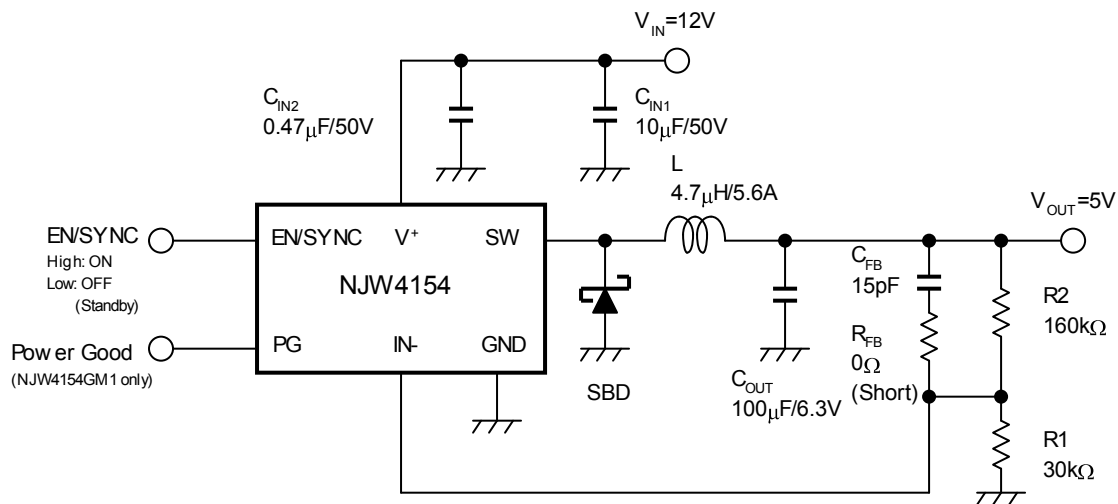 V_IN=12V
C_IN2
0.47µF/50V
C_IN1
10µF/50V
L
4.7µH/5.6A
V_OUT=5V
EN/SYNC
High: ON
Low: OFF
(Standby)
EN/SYNC V+ SW
NJW4154
PG IN- GND
Power Good
(NJW4154GM1 only)
SBD
C_OUT
100µF/6.3V
C_FB
15pF
R_FB
0Ω
(Short)
R2
160kΩ
R1
30kΩ